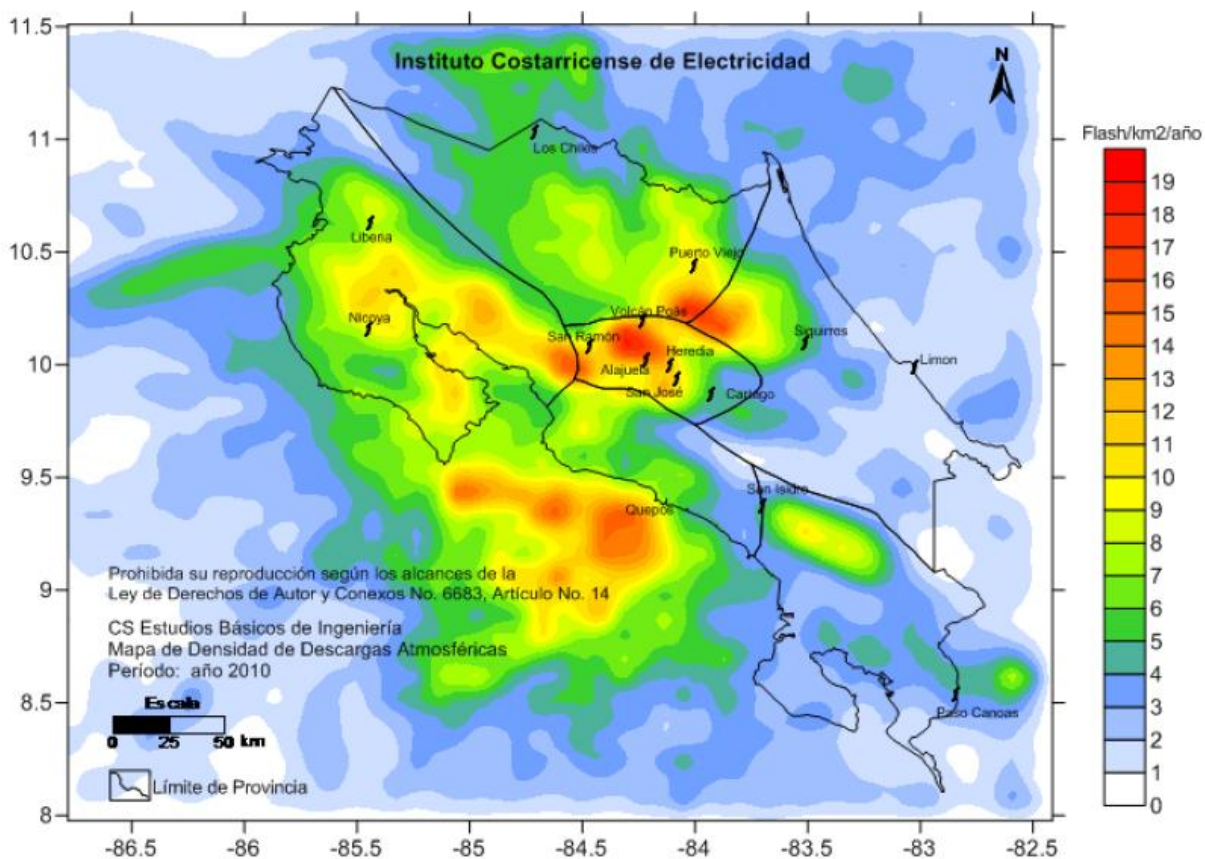 Instituto Costarricense de Electricidad
N
Flash/km2/año
11.5
11
10.5
10
9.5
9
8.5
8
Los Chiles
Liberia
Puerto Viejo
Nicoya
Volcán Poás
San Ramón
Siquirres
Heredia
Limon
Alajuela
San José
Cartago
San Isidro
Quepos
Paso Canoas
Prohibida su reproducción según los alcances de la
Ley de Derechos de Autor y Conexos No. 6683, Artículo No. 14
CS Estudios Básicos de Ingeniería
Mapa de Densidad de Descargas Atmosféricas
Período: año 2010
Escala
0 25 50 km
Límite de Provincia
-86.5 -86 -85.5 -85 -84.5 -84 -83.5 -83 -82.5
19
18
17
16
15
14
13
12
11
10
9
8
7
6
5
4
3
2
1
0